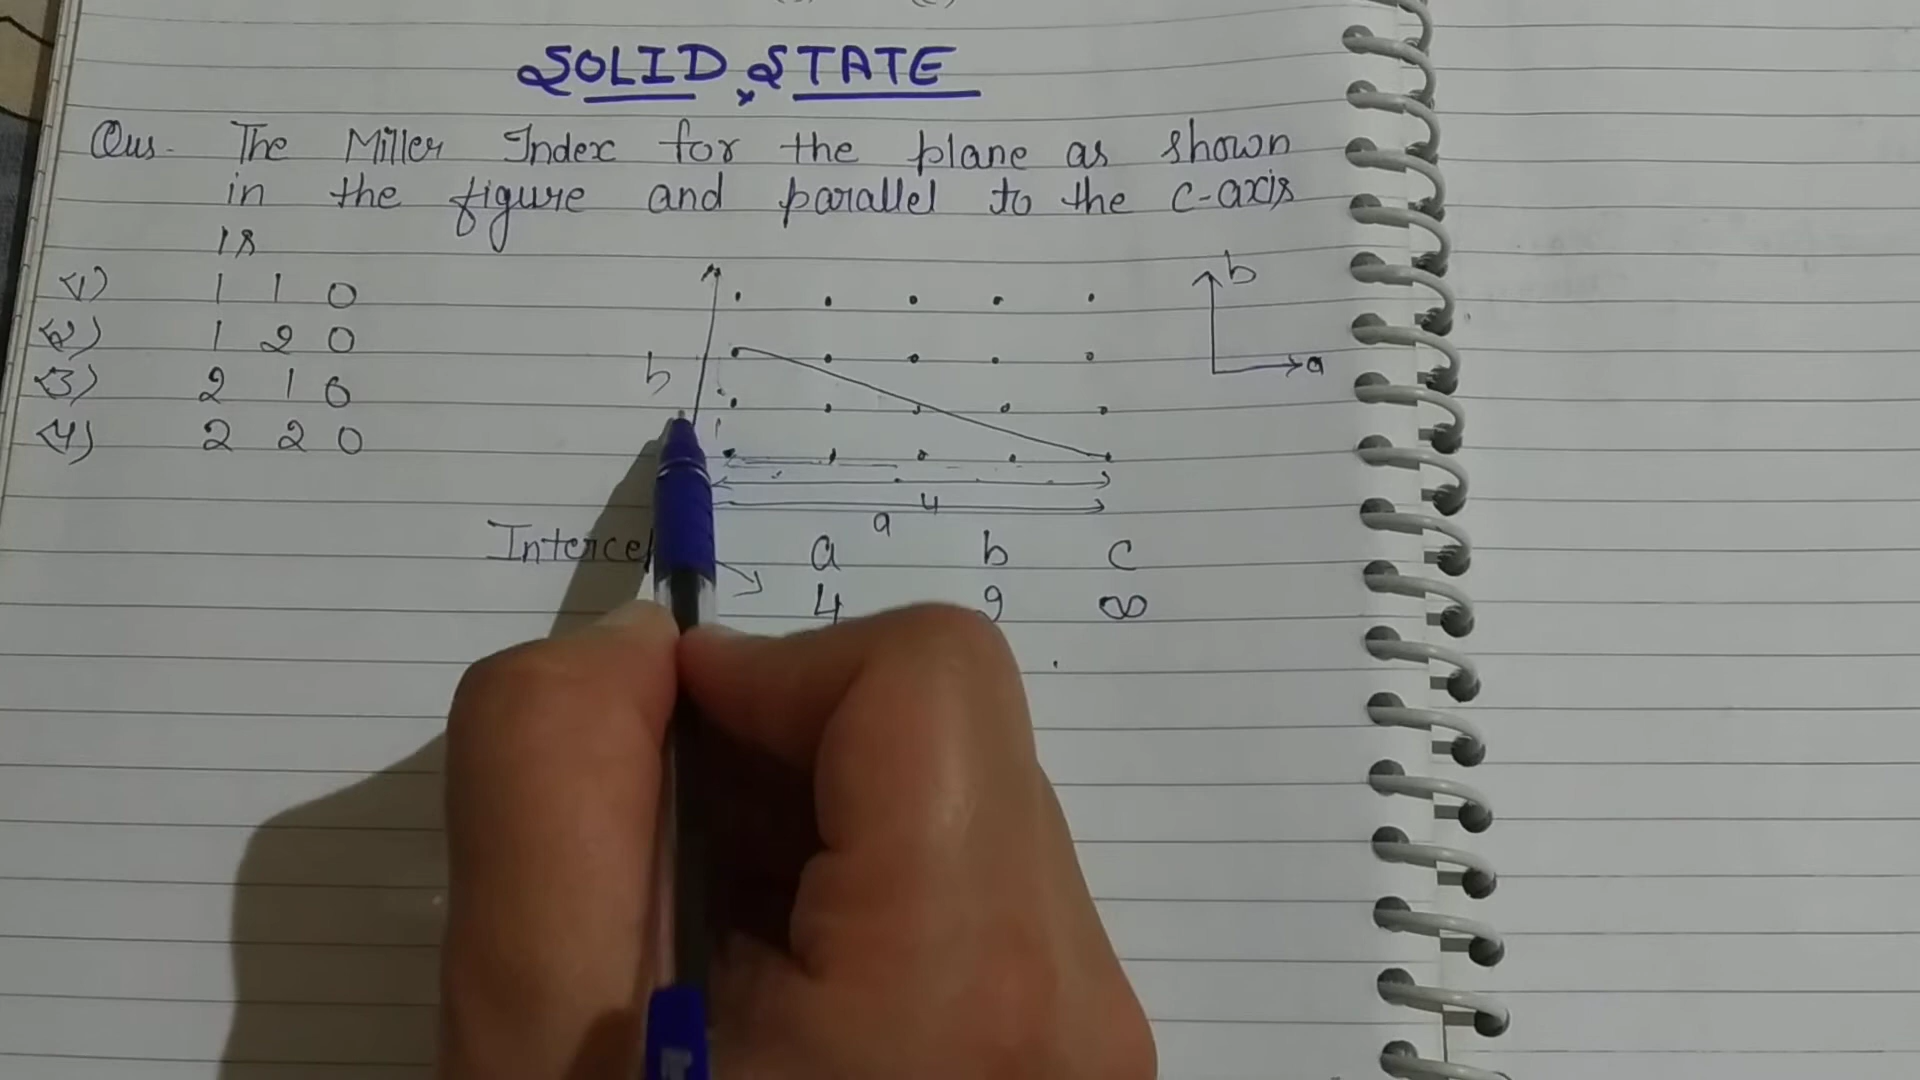 SOLID STATE
Qus. The Miller Index for the plane as shown
in the figure and parallel to the c-axis
is
(1) 1 1 0
(2) 1 2 0
(3) 2 1 0
(4) 2 2 0
b
b
a
4
a
a b c
4 2 ∞